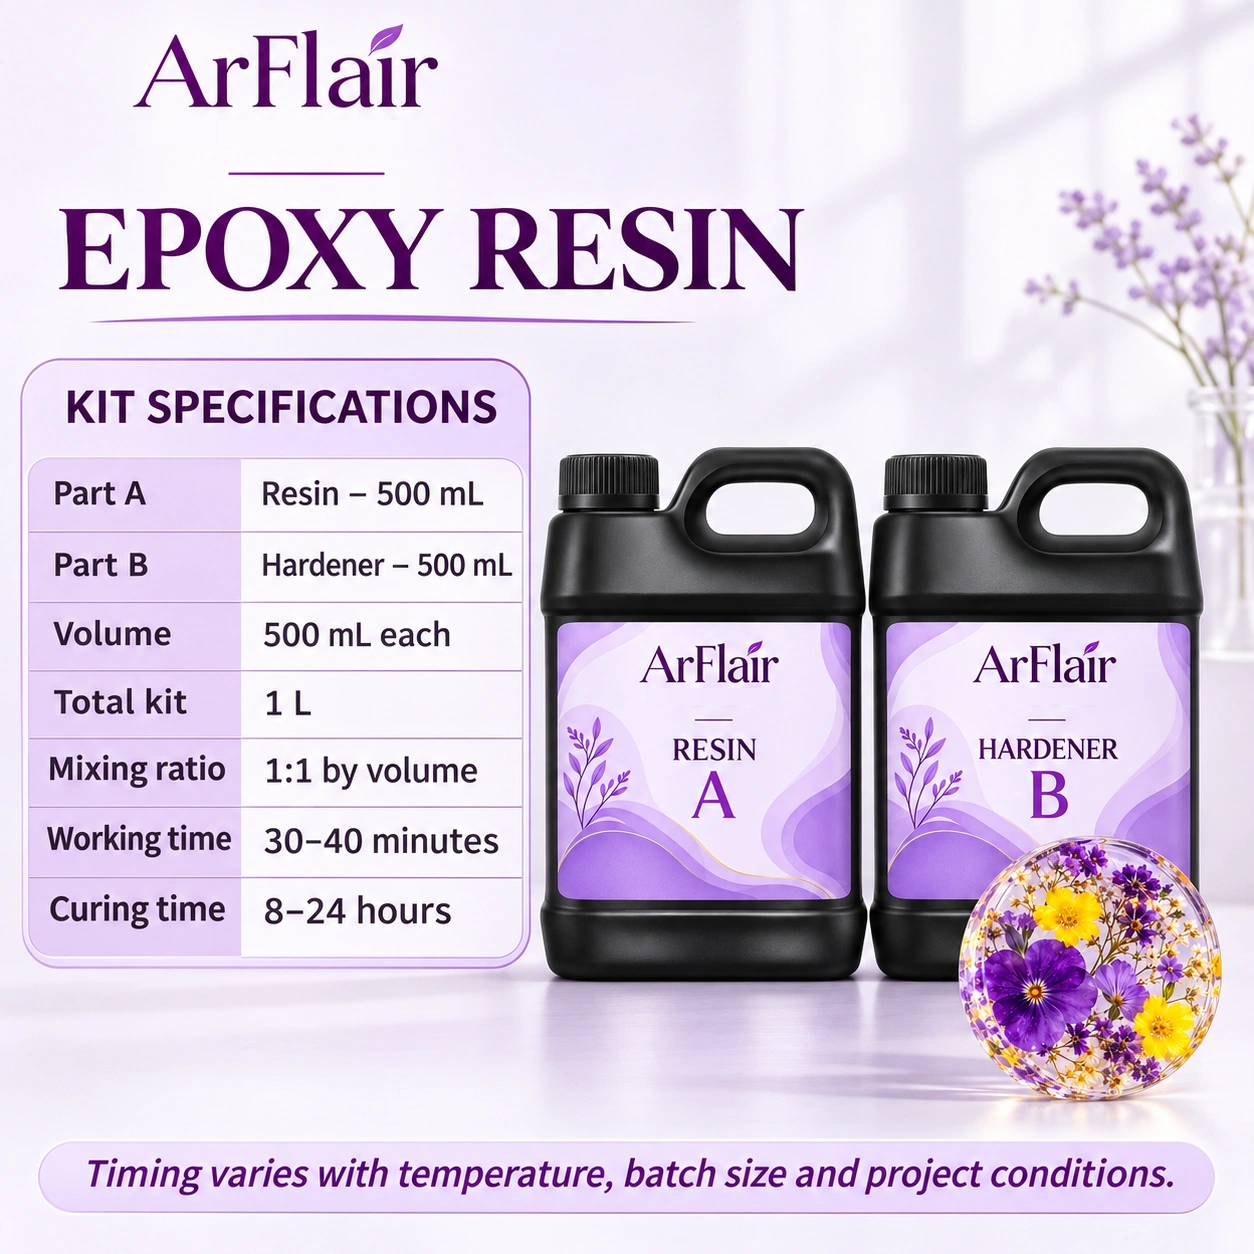 ArFlair
EPOXY RESIN
KIT SPECIFICATIONS
Part A Resin – 500 mL
Part B Hardener – 500 mL
Volume 500 mL each
Total kit 1 L
Mixing ratio 1:1 by volume
Working time 30–40 minutes
Curing time 8–24 hours
ArFlair
RESIN
A
ArFlair
HARDENER
B
Timing varies with temperature, batch size and project conditions.